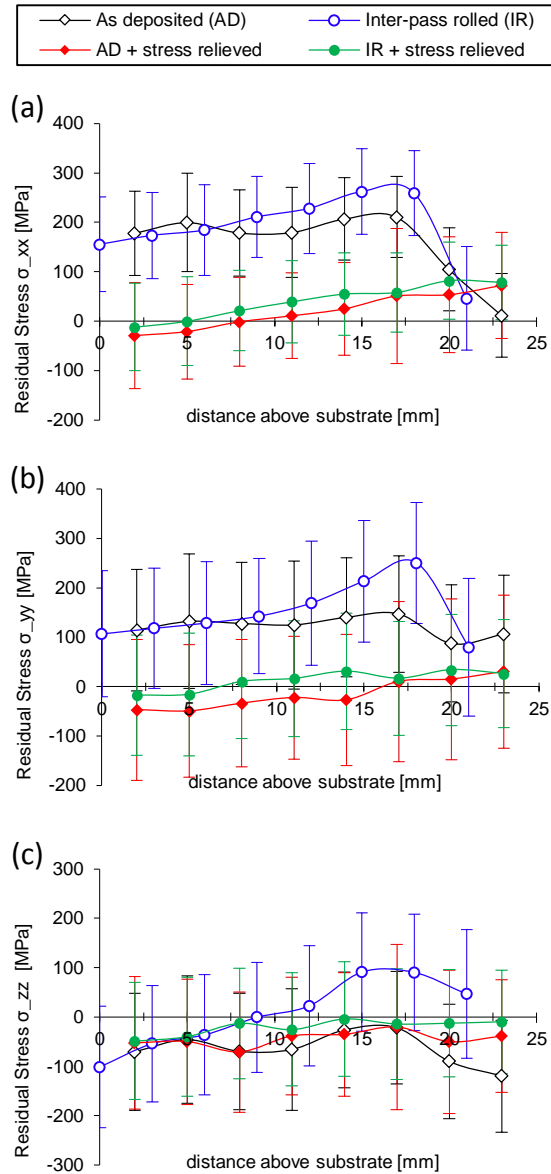 As deposited (AD) Inter-pass rolled (IR)
AD + stress relieved IR + stress relieved
(a)
Residual Stress σ_xx [MPa]
400
300
200
100
0
-100
-200
0 5 10 15 20 25
distance above substrate [mm]
(b)
Residual Stress σ_yy [MPa]
400
300
200
100
0
-100
-200
0 5 10 15 20 25
distance above substrate [mm]
(c)
Residual Stress σ_zz [MPa]
300
200
100
0
-100
-200
-300
0 5 10 15 20 25
distance above substrate [mm]